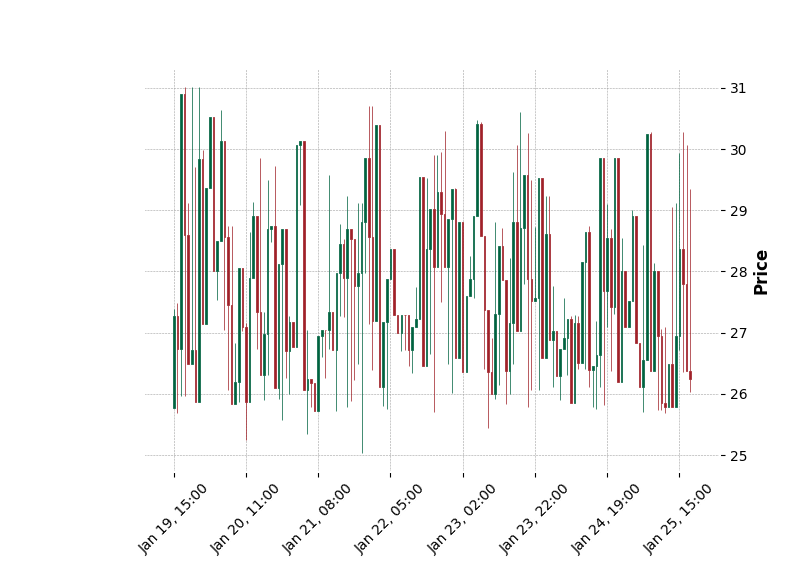 31
30
29
28
27
26
25
Price
Jan 19, 15:00
Jan 20, 11:00
Jan 21, 08:00
Jan 22, 05:00
Jan 23, 02:00
Jan 23, 22:00
Jan 24, 19:00
Jan 25, 15:00